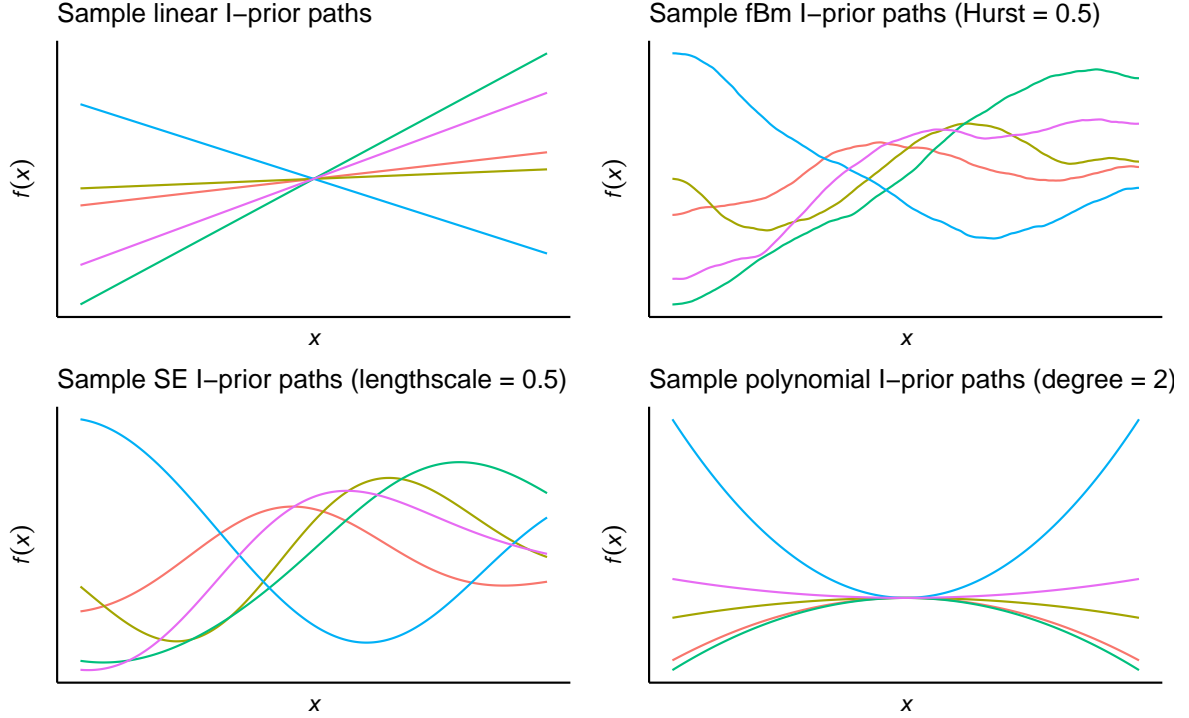 Sample linear I−prior paths
f(x)
x
Sample fBm I−prior paths (Hurst = 0.5)
f(x)
x
Sample SE I−prior paths (lengthscale = 0.5)
f(x)
x
Sample polynomial I−prior paths (degree = 2)
f(x)
x